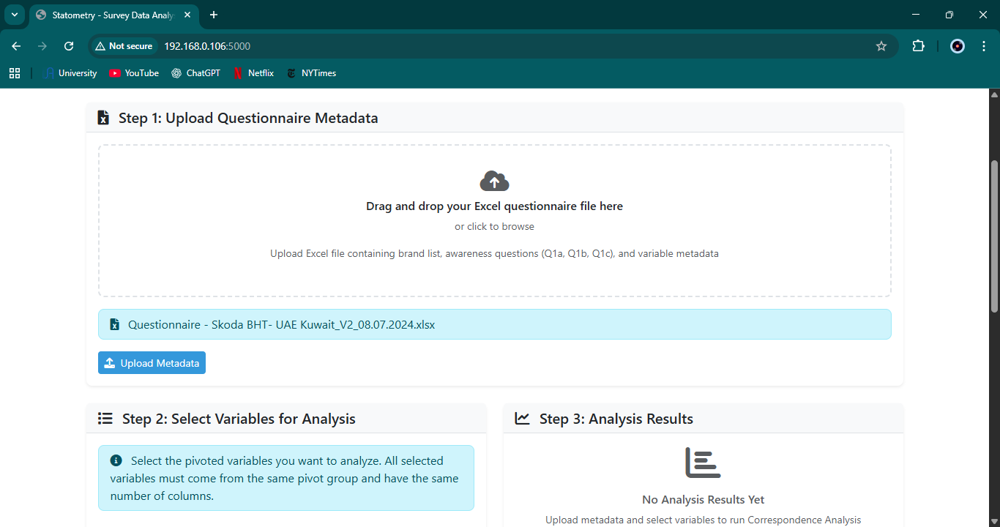 Statometry - Survey Data Analy
Not secure
192.168.0.106:5000
University
YouTube
ChatGPT
Netflix
NYTimes
Step 1: Upload Questionnaire Metadata
Drag and drop your Excel questionnaire file here
or click to browse
Upload Excel file containing brand list, awareness questions (Q1a, Q1b, Q1c), and variable metadata
Questionnaire - Skoda BHT- UAE Kuwait_V2_08.07.2024.xlsx
Upload Metadata
Step 2: Select Variables for Analysis
Select the pivoted variables you want to analyze. All selected
variables must come from the same pivot group and have the same
number of columns.
Step 3: Analysis Results
No Analysis Results Yet
Upload metadata and select variables to run Correspondence Analysis